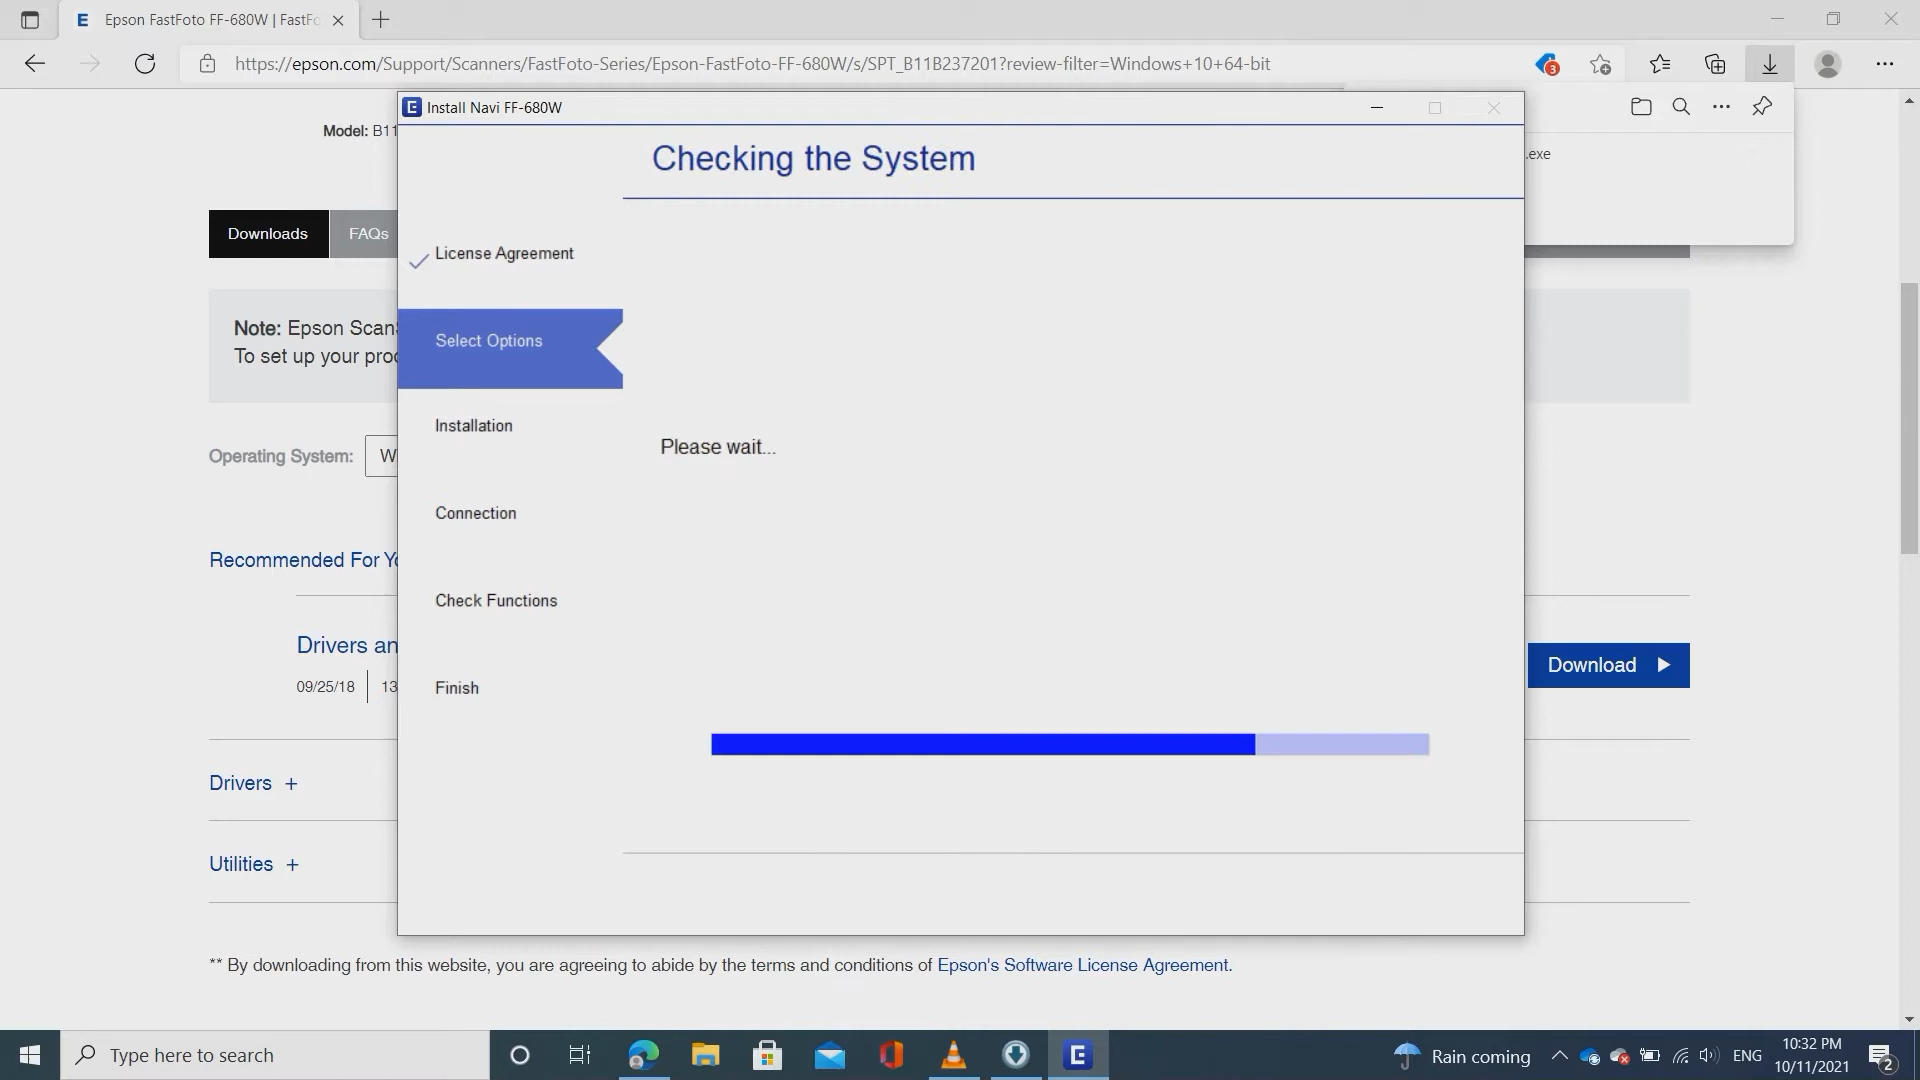 Epson FastFoto FF-680W | FastFo
https://epson.com/Support/Scanners/FastFoto-Series/Epson-FastFoto-FF-680W/s/SPT_B11B237201?review-filter=Windows+10+64-bit
3
Install Navi FF-680W
Model: B11
.exe
Checking the System
Downloads
FAQs
License Agreement
Note: Epson Scan
To set up your pro
Select Options
Installation
Operating System:
W
Please wait...
Connection
Recommended For Yo
Check Functions
Drivers an
Download
09/25/18
13
Finish
Drivers +
Utilities +
** By downloading from this website, you are agreeing to abide by the terms and conditions of Epson's Software License Agreement.
Type here to search
Rain coming
ENG
10:32 PM
10/11/2021
2